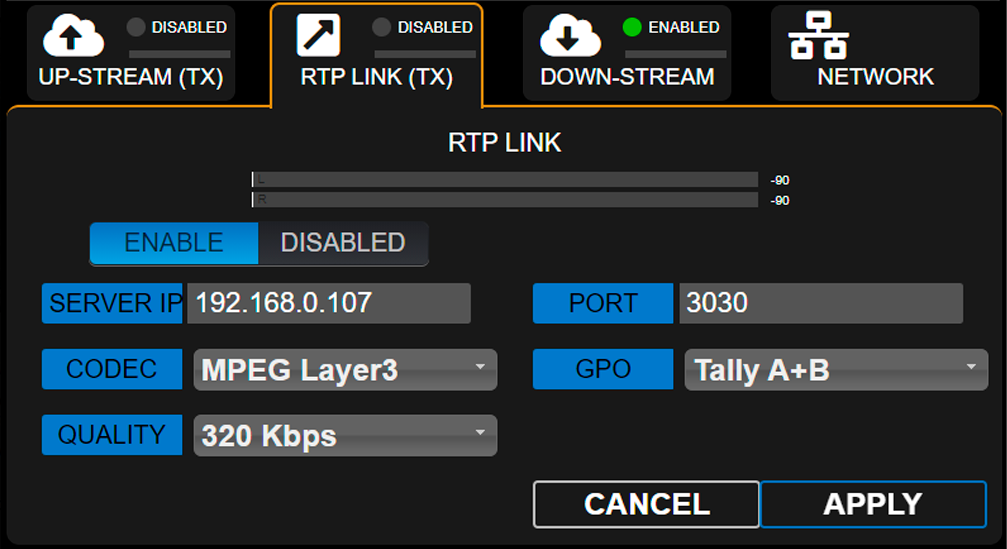 DISABLED
UP-STREAM (TX)
DISABLED
RTP LINK (TX)
ENABLED
DOWN-STREAM
NETWORK
RTP LINK
L -90
R -90
ENABLE DISABLED
SERVER IP 192.168.0.107 PORT 3030
CODEC MPEG Layer3 GPO Tally A+B
QUALITY 320 Kbps
CANCEL APPLY